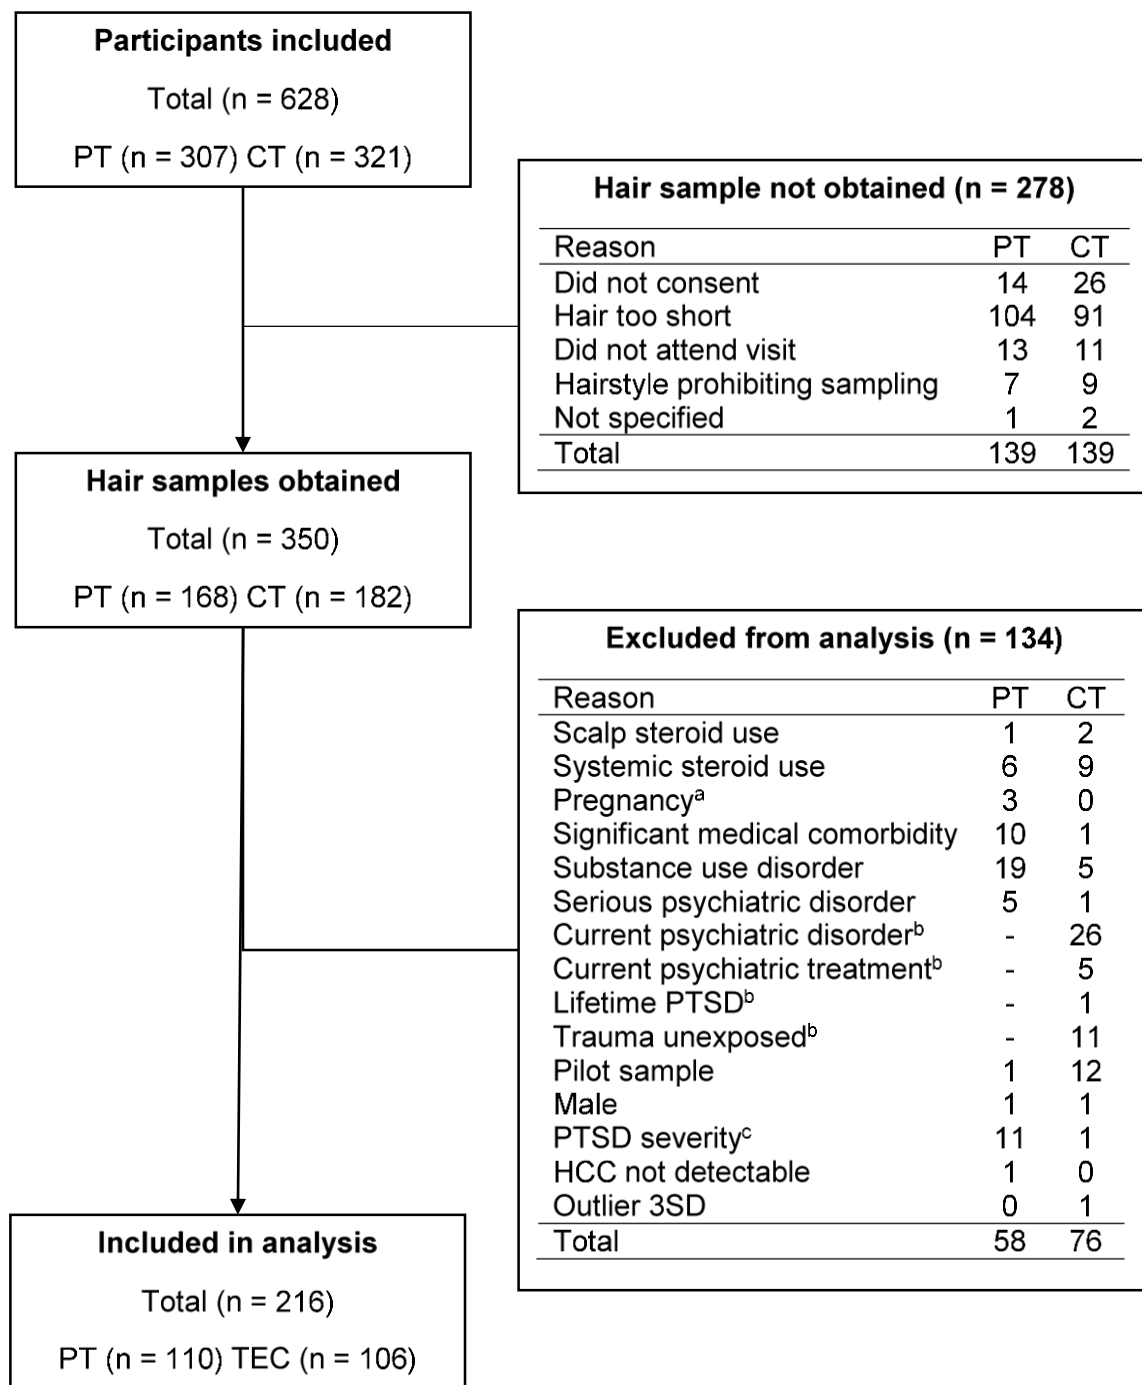 Participants included
Total (n = 628)
PT (n = 307) CT (n = 321)
Hair sample not obtained (n = 278)
Reason PT CT
Did not consent 14 26
Hair too short 104 91
Did not attend visit 13 11
Hairstyle prohibiting sampling 7 9
Not specified 1 2
Total 139 139
Hair samples obtained
Total (n = 350)
PT (n = 168) CT (n = 182)
Excluded from analysis (n = 134)
Reason PT CT
Scalp steroid use 1 2
Systemic steroid use 6 9
Pregnancyᵃ 3 0
Significant medical comorbidity 10 1
Substance use disorder 19 5
Serious psychiatric disorder 5 1
Current psychiatric disorderᵇ - 26
Current psychiatric treatmentᵇ - 5
Lifetime PTSDᵇ - 1
Trauma unexposedᵇ - 11
Pilot sample 1 12
Male 1 1
PTSD severityᶜ 11 1
HCC not detectable 1 0
Outlier 3SD 0 1
Total 58 76
Included in analysis
Total (n = 216)
PT (n = 110) TEC (n = 106)